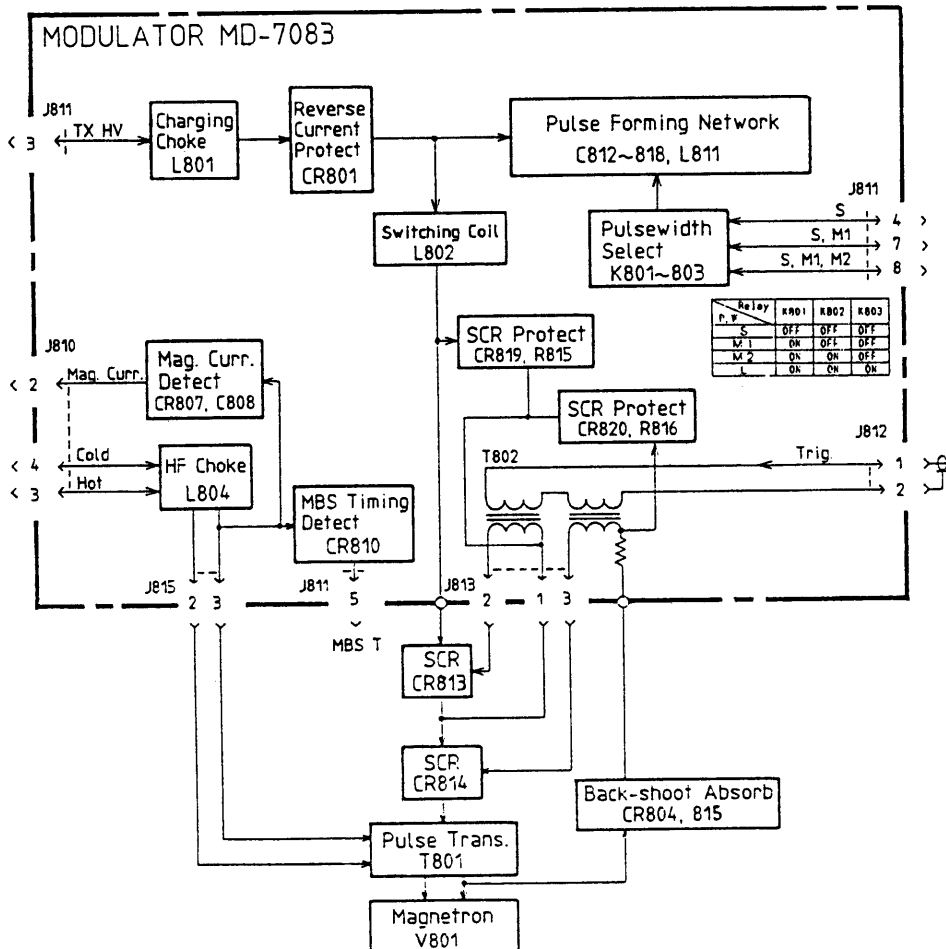 MODULATOR MD-7083
J811
3
TX HV
Charging
Choke
L801
Reverse
Current
Protect
CR801
Pulse Forming Network
C812~818, L811
Switching Coil
L802
Pulsewidth
Select
K801~803
J811
S
4
S, M1
7
S, M1, M2
8
Relay
P. W
K801
K802
K803
S
OFF
OFF
OFF
M1
ON
OFF
OFF
M2
ON
ON
OFF
L
ON
ON
ON
J810
2
Mag. Curr.
Mag. Curr.
Detect
CR807, C808
4
Cold
3
Hot
HF Choke
L804
MBS Timing
Detect
CR810
SCR Protect
CR819, R815
SCR Protect
CR820, R816
T802
J812
Trig.
1
2
J815
2
3
J811
5
MBS T
J813
2
1
3
SCR
CR813
SCR
CR814
Back-shoot Absorb
CR804, 815
Pulse Trans.
T801
Magnetron
V801